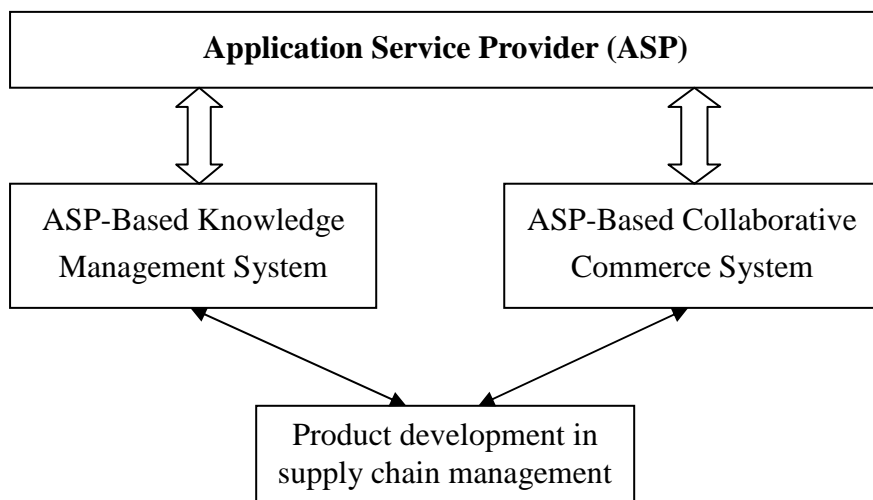 Application Service Provider (ASP)
ASP-Based Knowledge
Management System
ASP-Based Collaborative
Commerce System
Product development in
supply chain management